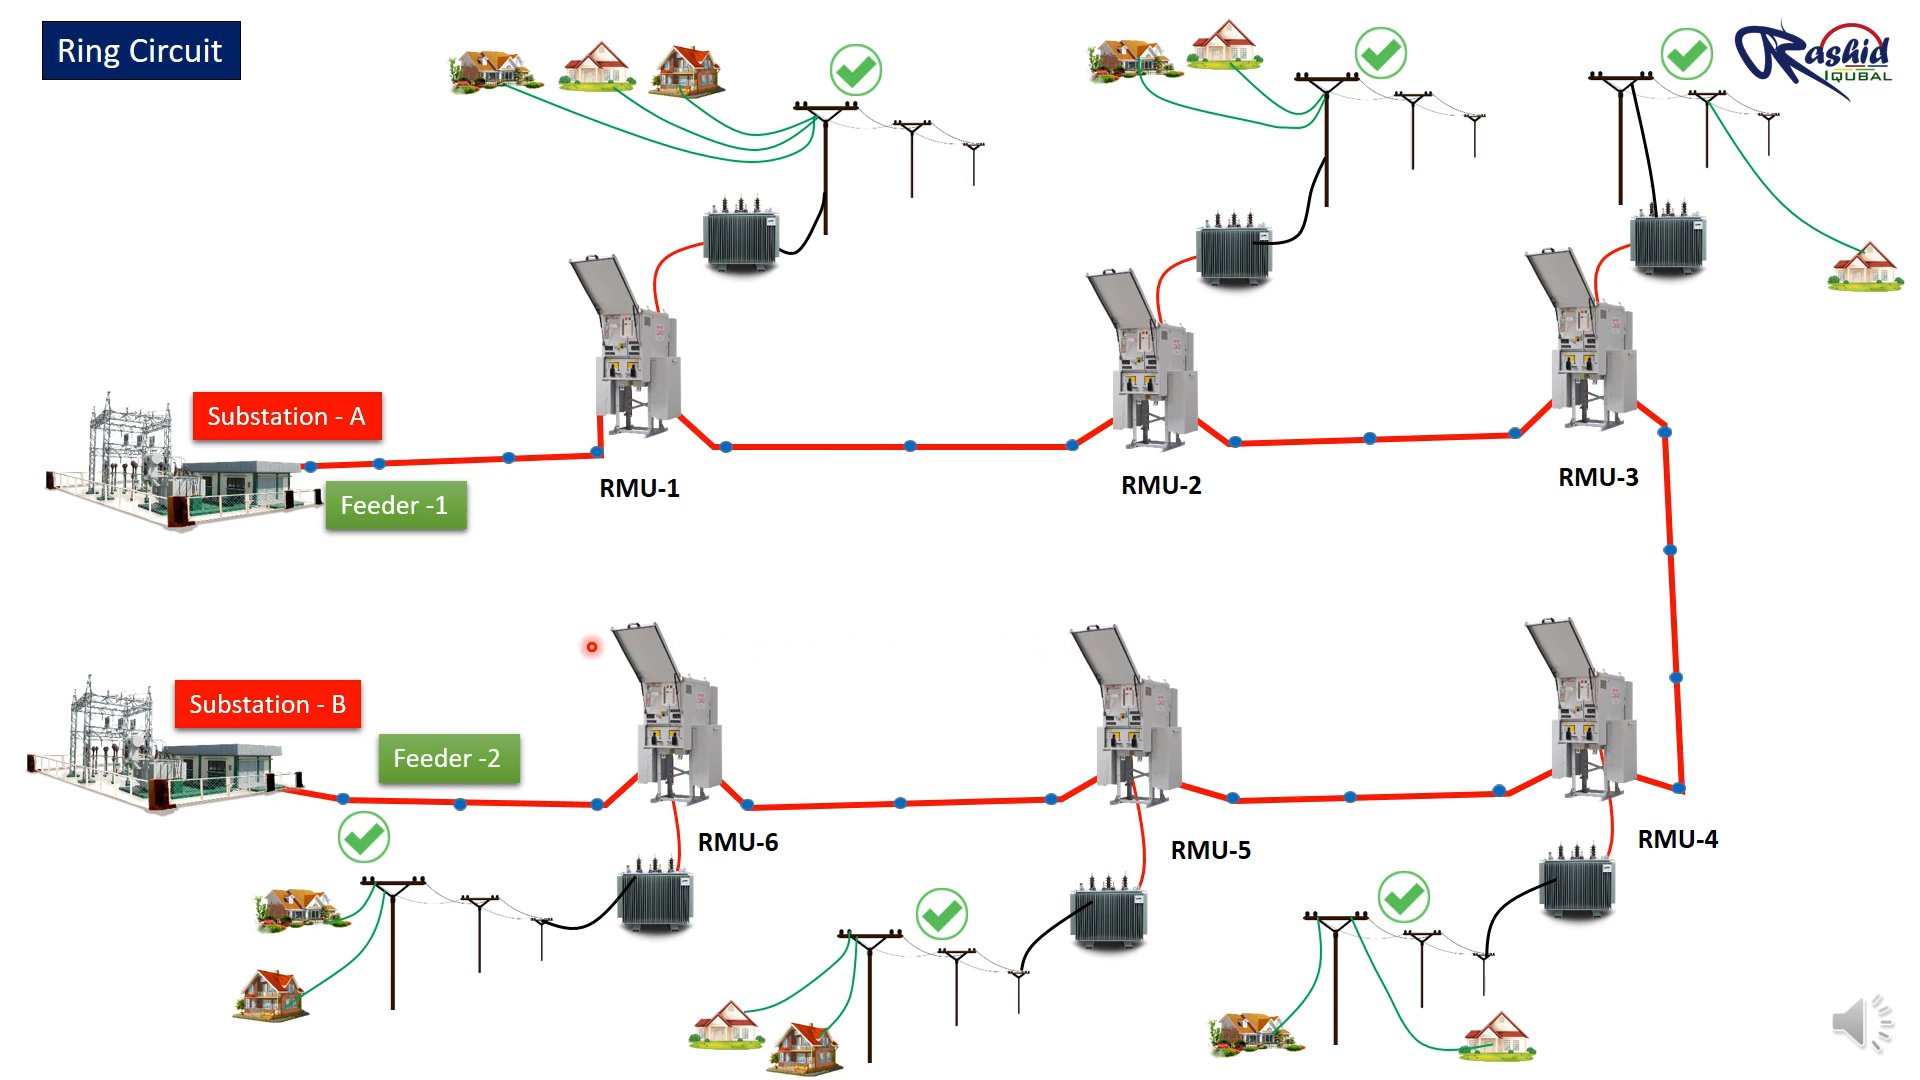 Ring Circuit
Rashid
IQUBAL
Substation - A
Feeder -1
RMU-1
RMU-2
RMU-3
Substation - B
Feeder -2
RMU-6
RMU-5
RMU-4